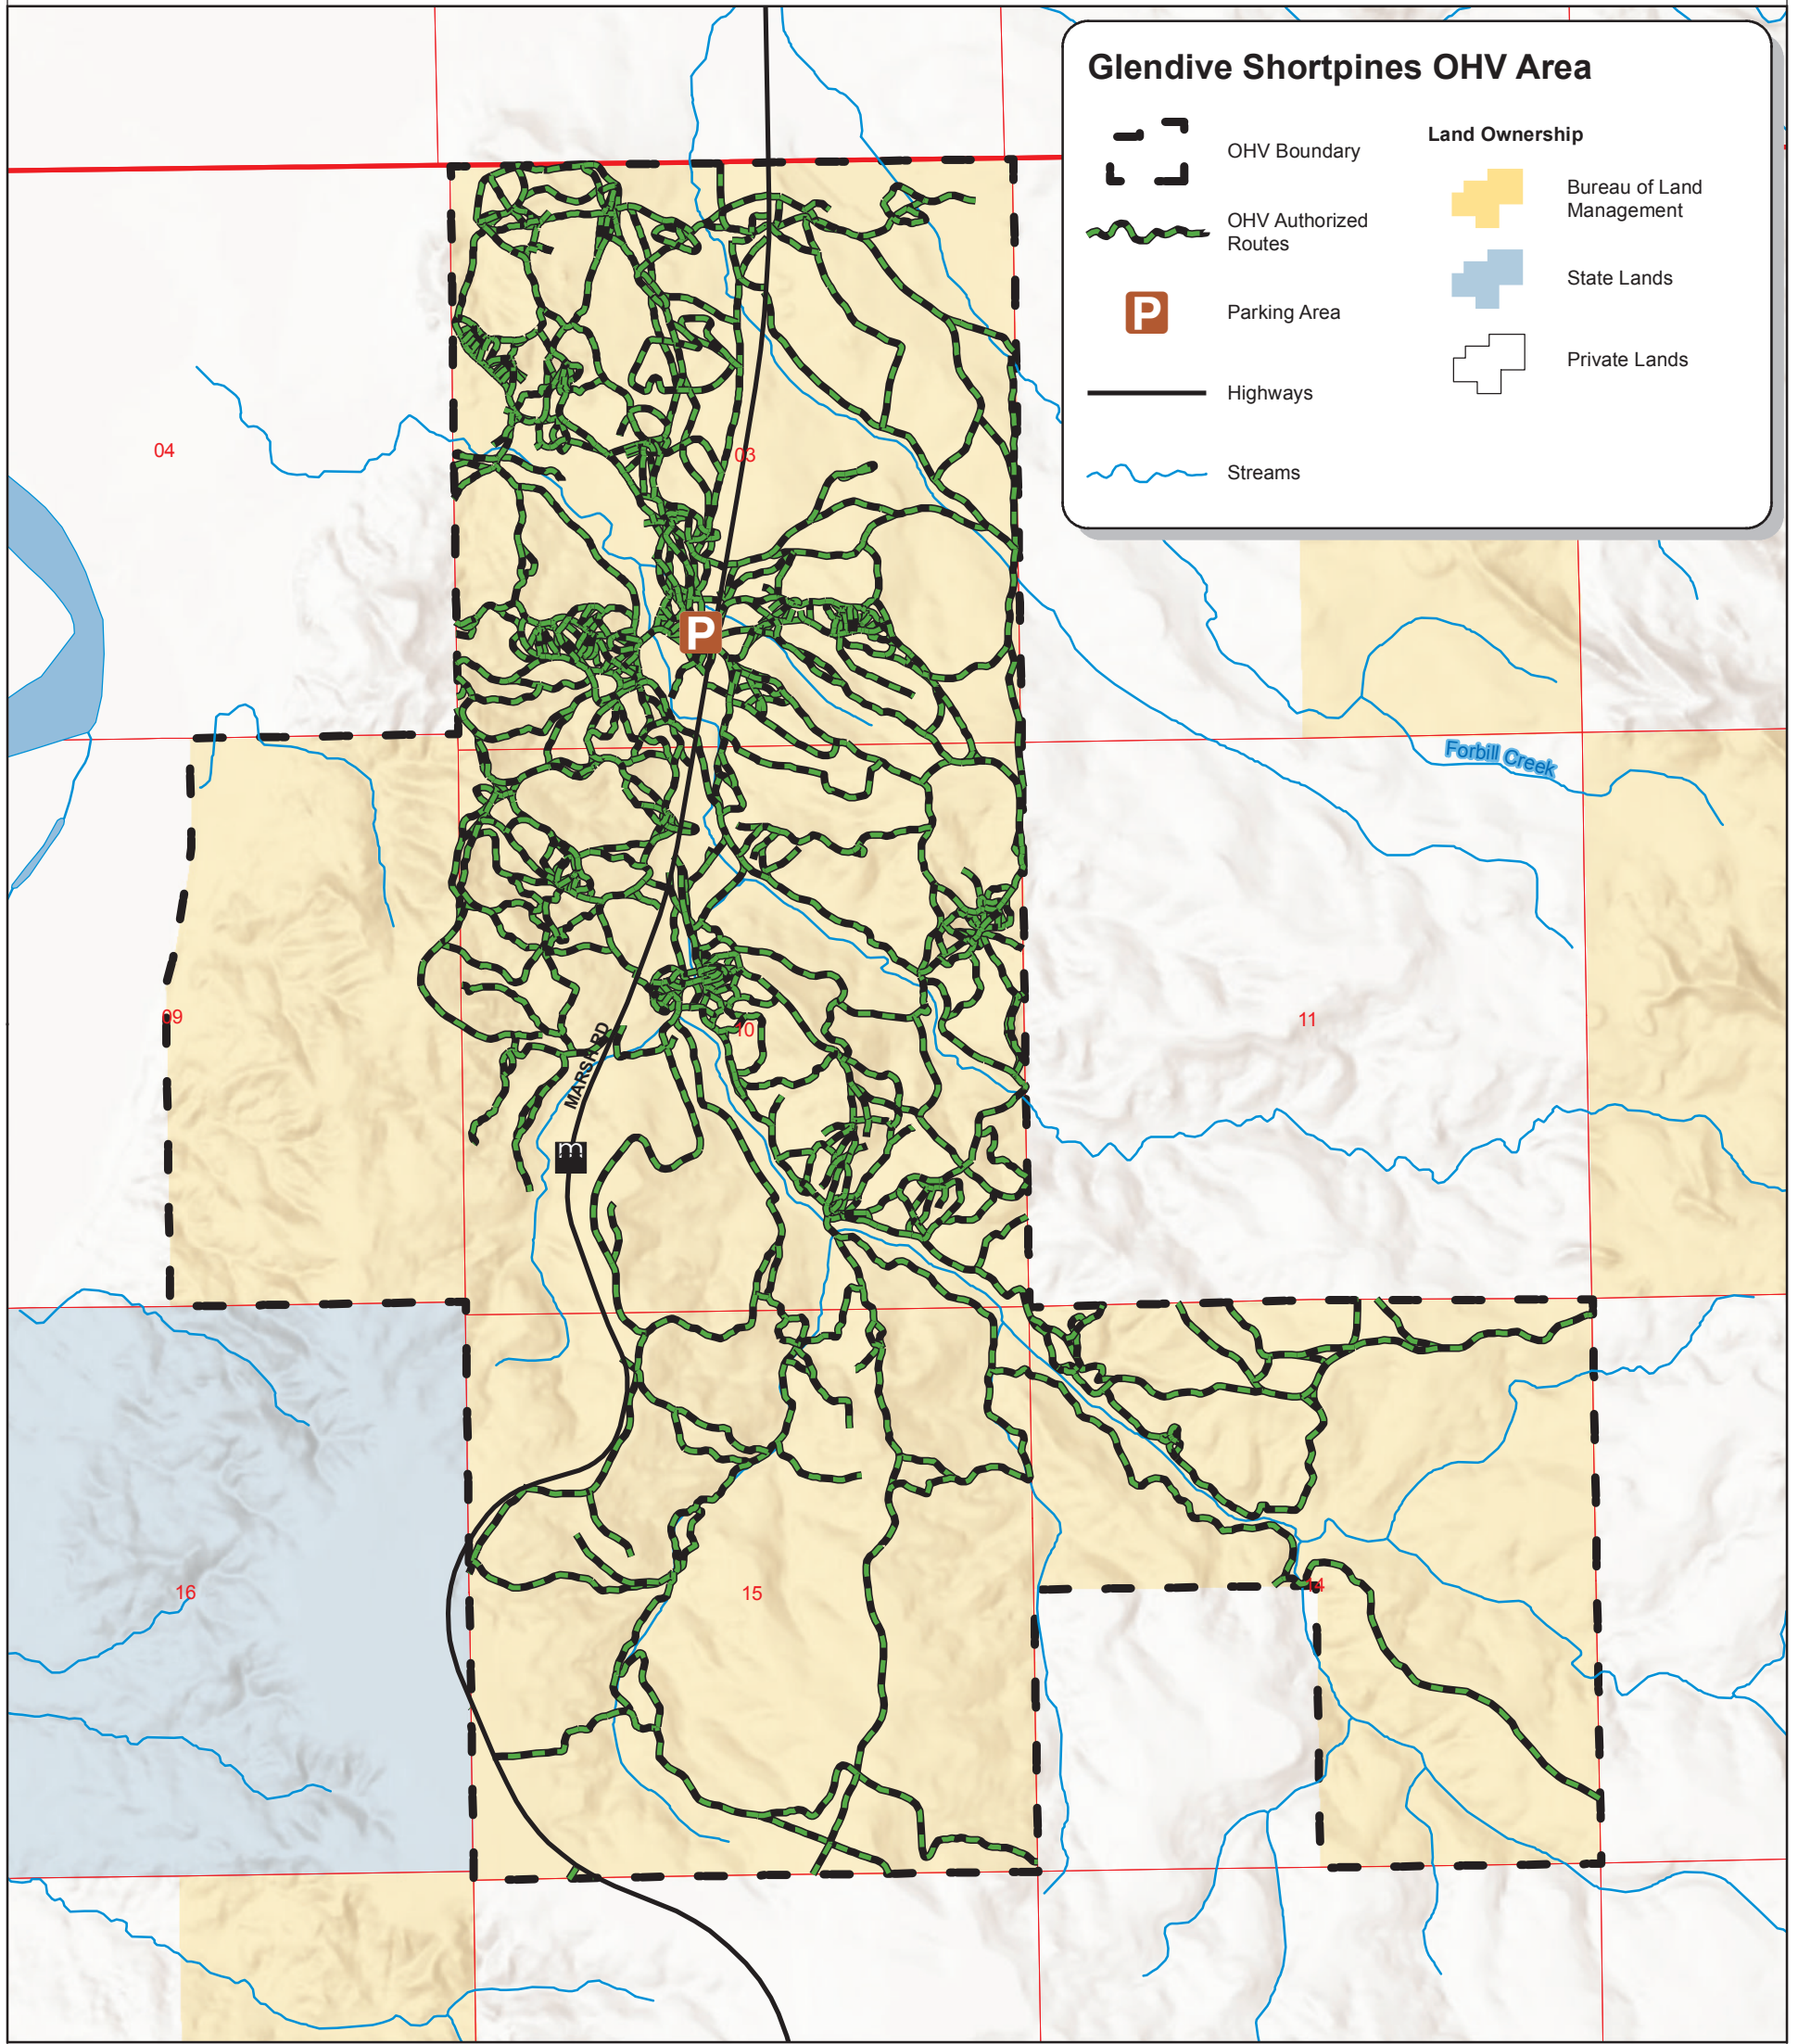 Glendive Shortpines OHV Area
OHV Boundary
OHV Authorized
Routes
P
Parking Area
Highways
Streams
Land Ownership
Bureau of Land
Management
State Lands
Private Lands
04
03
P
Forbill Creek
09
10
11
MARSH RD
16
15
14